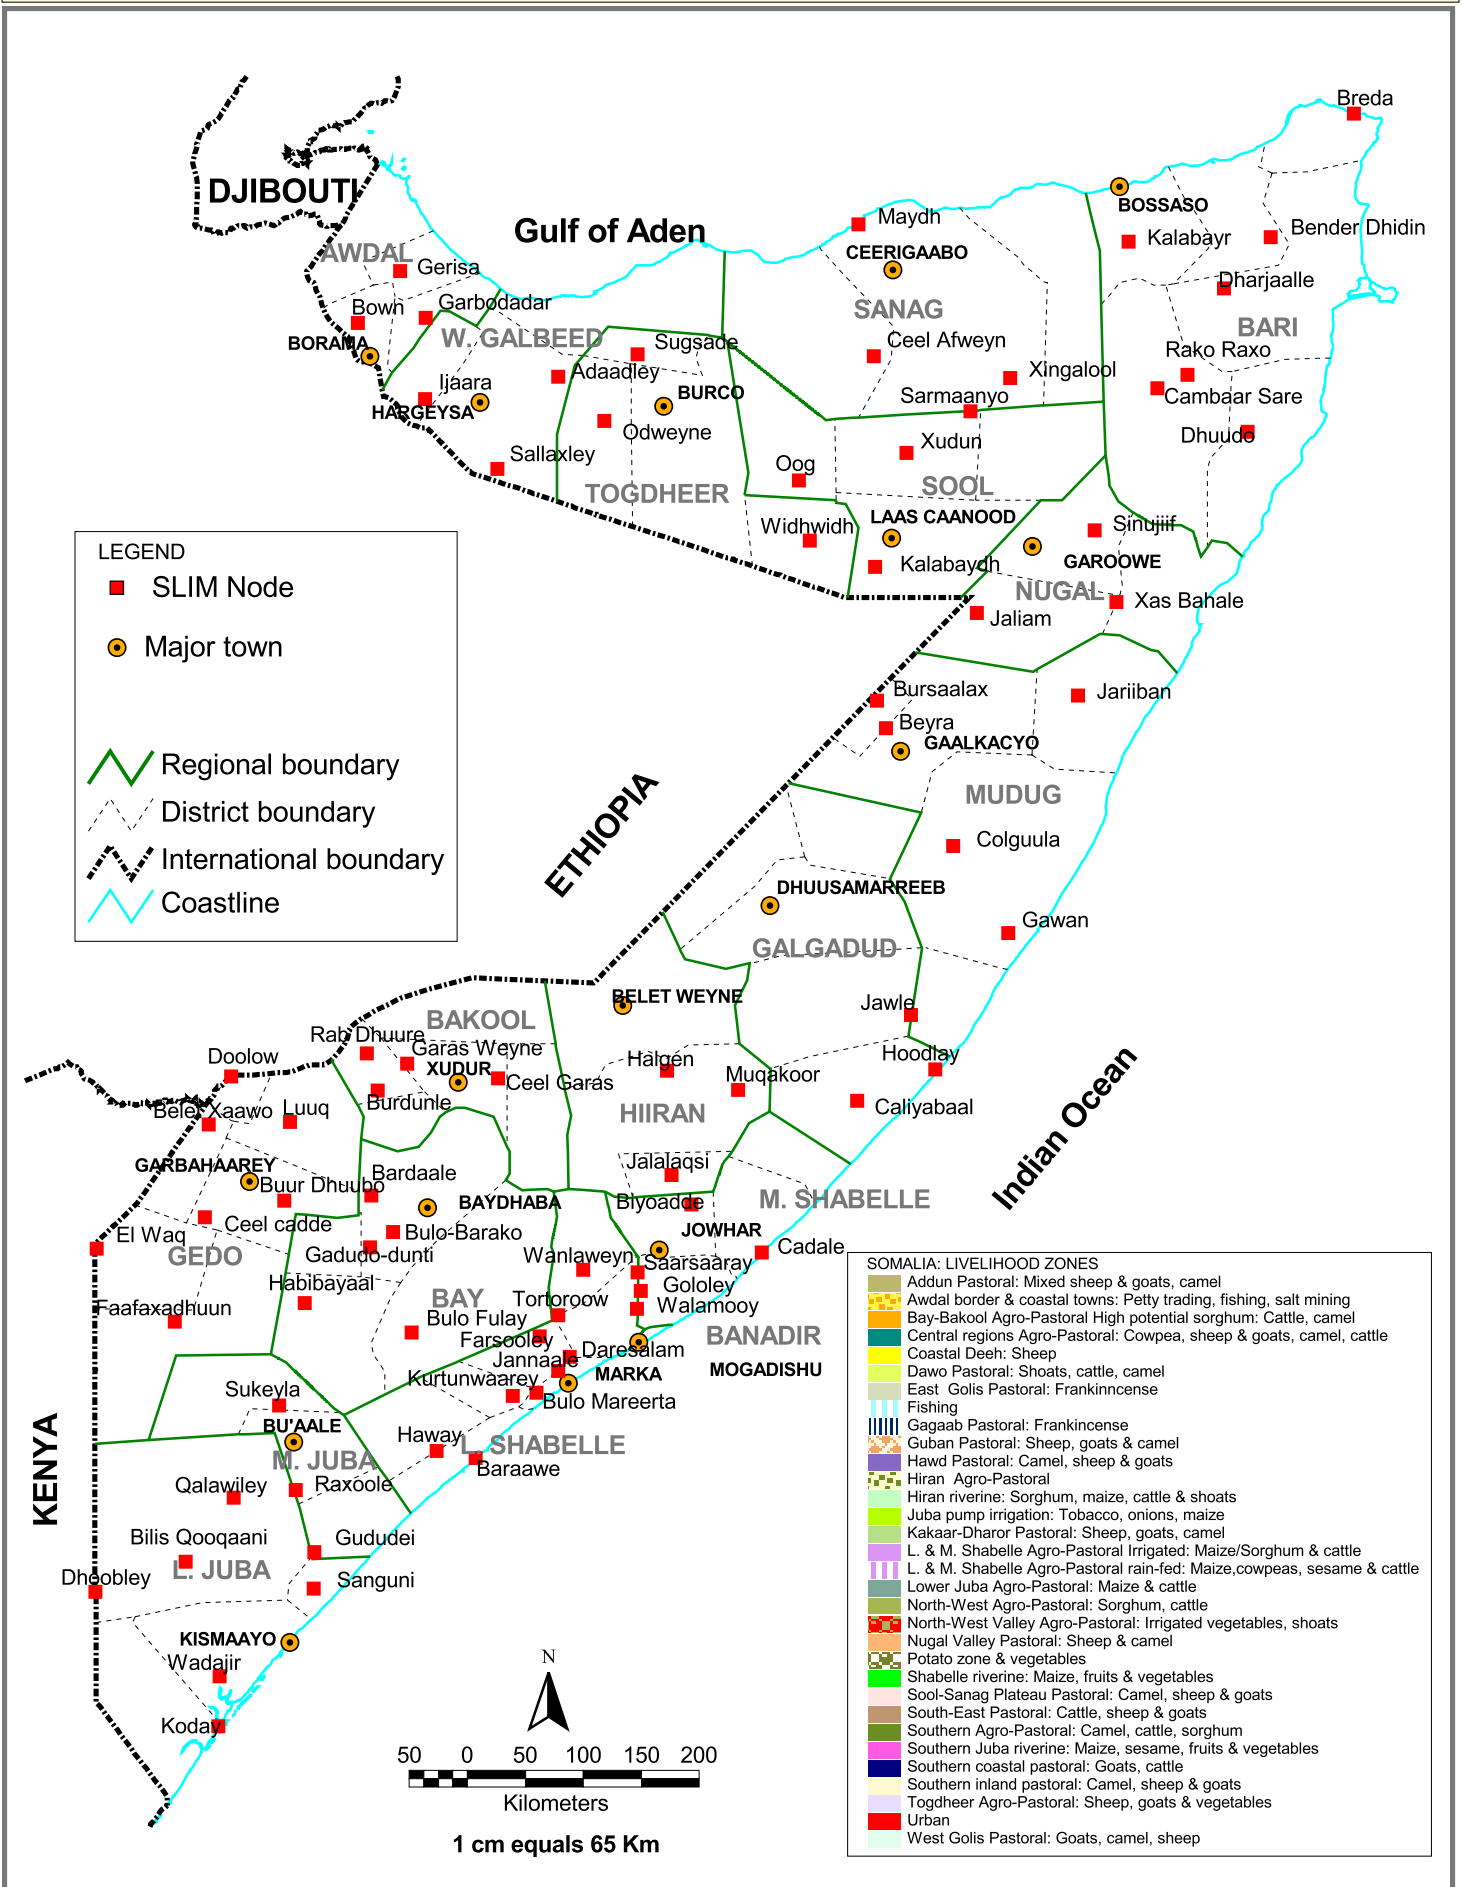 Breda
DJIBOUTI
BOSSASO
Gulf of Aden
Maydh
Kalabayr
Bender Dhidin
AWDAL
CEERIGAABO
Gerisa
Dharjaalle
Bown
Garbodadar
SANAG
BARI
BORAMA
W. GALBEED
Sugsade
Ceel Afweyn
Rako Raxo
Ijaara
Adaadley
Xingalool
BURCO
Sarmaanyo
Cambaar Sare
HARGEYSA
Odweyne
Xudun
Dhuudo
Sallaxley
Oog
TOGDHEER
SOOL
LAAS CAANOOD
Widhwidh
Sinujiif
Kalabaydh
GAROOWE
NUGAL
Xas Bahale
Jaliam
LEGEND
SLIM Node
Major town
Regional boundary
District boundary
International boundary
Coastline
Bursaalax
Jariiban
Beyra
GAALKACYO
ETHIOPIA
MUDUG
Colguula
DHUUSAMARREEB
Gawan
GALGADUD
BELET WEYNE
Jawle
BAKOOL
Rab Dhuure
Garas Weyne
Doolow
XUDUR
Halgen
Hoodlay
Ceel Garas
Muqakoor
Burdunle
Belet Xaawo
Luuq
HIIRAN
Caliyabaal
Indian Ocean
GARBAHAAREY
Bardaale
Jalalaqsi
Buur Dhuubo
BAYDHABA
Biyoadde
M. SHABELLE
Ceel cadde
Bulo-Barako
JOWHAR
El Waq
GEDO
Gadudo-dunti
Wanlaweyn
Saarsaaray
Cadale
Habibayaal
Gololey
Faafaxadhuun
BAY
Tortoroow
Walamooy
Bulo Fulay
Farsooley
Daresalam
BANADIR
Jannaale
MARKA
MOGADISHU
Kurtunwaarey
Sukeyla
Bulo Mareerta
BU'AALE
Haway
L. SHABELLE
M. JUBA
Baraawe
KENYA
Qalawiley
Raxoole
Bilis Qooqaani
Gududei
L. JUBA
Dhoobley
Sanguni
KISMAAYO
Wadajir
Koday
N
50 0 50 100 150 200
Kilometers
1 cm equals 65 Km
SOMALIA: LIVELIHOOD ZONES
Addun Pastoral: Mixed sheep & goats, camel
Awdal border & coastal towns: Petty trading, fishing, salt mining
Bay-Bakool Agro-Pastoral High potential sorghum: Cattle, camel
Central regions Agro-Pastoral: Cowpea, sheep & goats, camel, cattle
Coastal Deeh: Sheep
Dawo Pastoral: Shoats, cattle, camel
East  Golis Pastoral: Frankinncense
Fishing
Gagaab Pastoral: Frankincense
Guban Pastoral: Sheep, goats & camel
Hawd Pastoral: Camel, sheep & goats
Hiran  Agro-Pastoral
Hiran riverine: Sorghum, maize, cattle & shoats
Juba pump irrigation: Tobacco, onions, maize
Kakaar-Dharor Pastoral: Sheep, goats, camel
L. & M. Shabelle Agro-Pastoral Irrigated: Maize/Sorghum & cattle
L. & M. Shabelle Agro-Pastoral rain-fed: Maize,cowpeas, sesame & cattle
Lower Juba Agro-Pastoral: Maize & cattle
North-West Agro-Pastoral: Sorghum, cattle
North-West Valley Agro-Pastoral: Irrigated vegetables, shoats
Nugal Valley Pastoral: Sheep & camel
Potato zone & vegetables
Shabelle riverine: Maize, fruits & vegetables
Sool-Sanag Plateau Pastoral: Camel, sheep & goats
South-East Pastoral: Cattle, sheep & goats
Southern Agro-Pastoral: Camel, cattle, sorghum
Southern Juba riverine: Maize, sesame, fruits & vegetables
Southern coastal pastoral: Goats, cattle
Southern inland pastoral: Camel, sheep & goats
Togdheer Agro-Pastoral: Sheep, goats & vegetables
Urban
West Golis Pastoral: Goats, camel, sheep